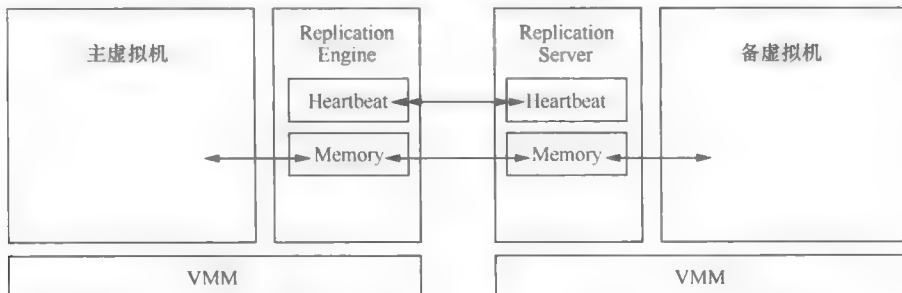 主虚拟机
Replication
Engine
Replication
Server
备虚拟机
Heartbeat
Heartbeat
Memory
Memory
VMM
VMM